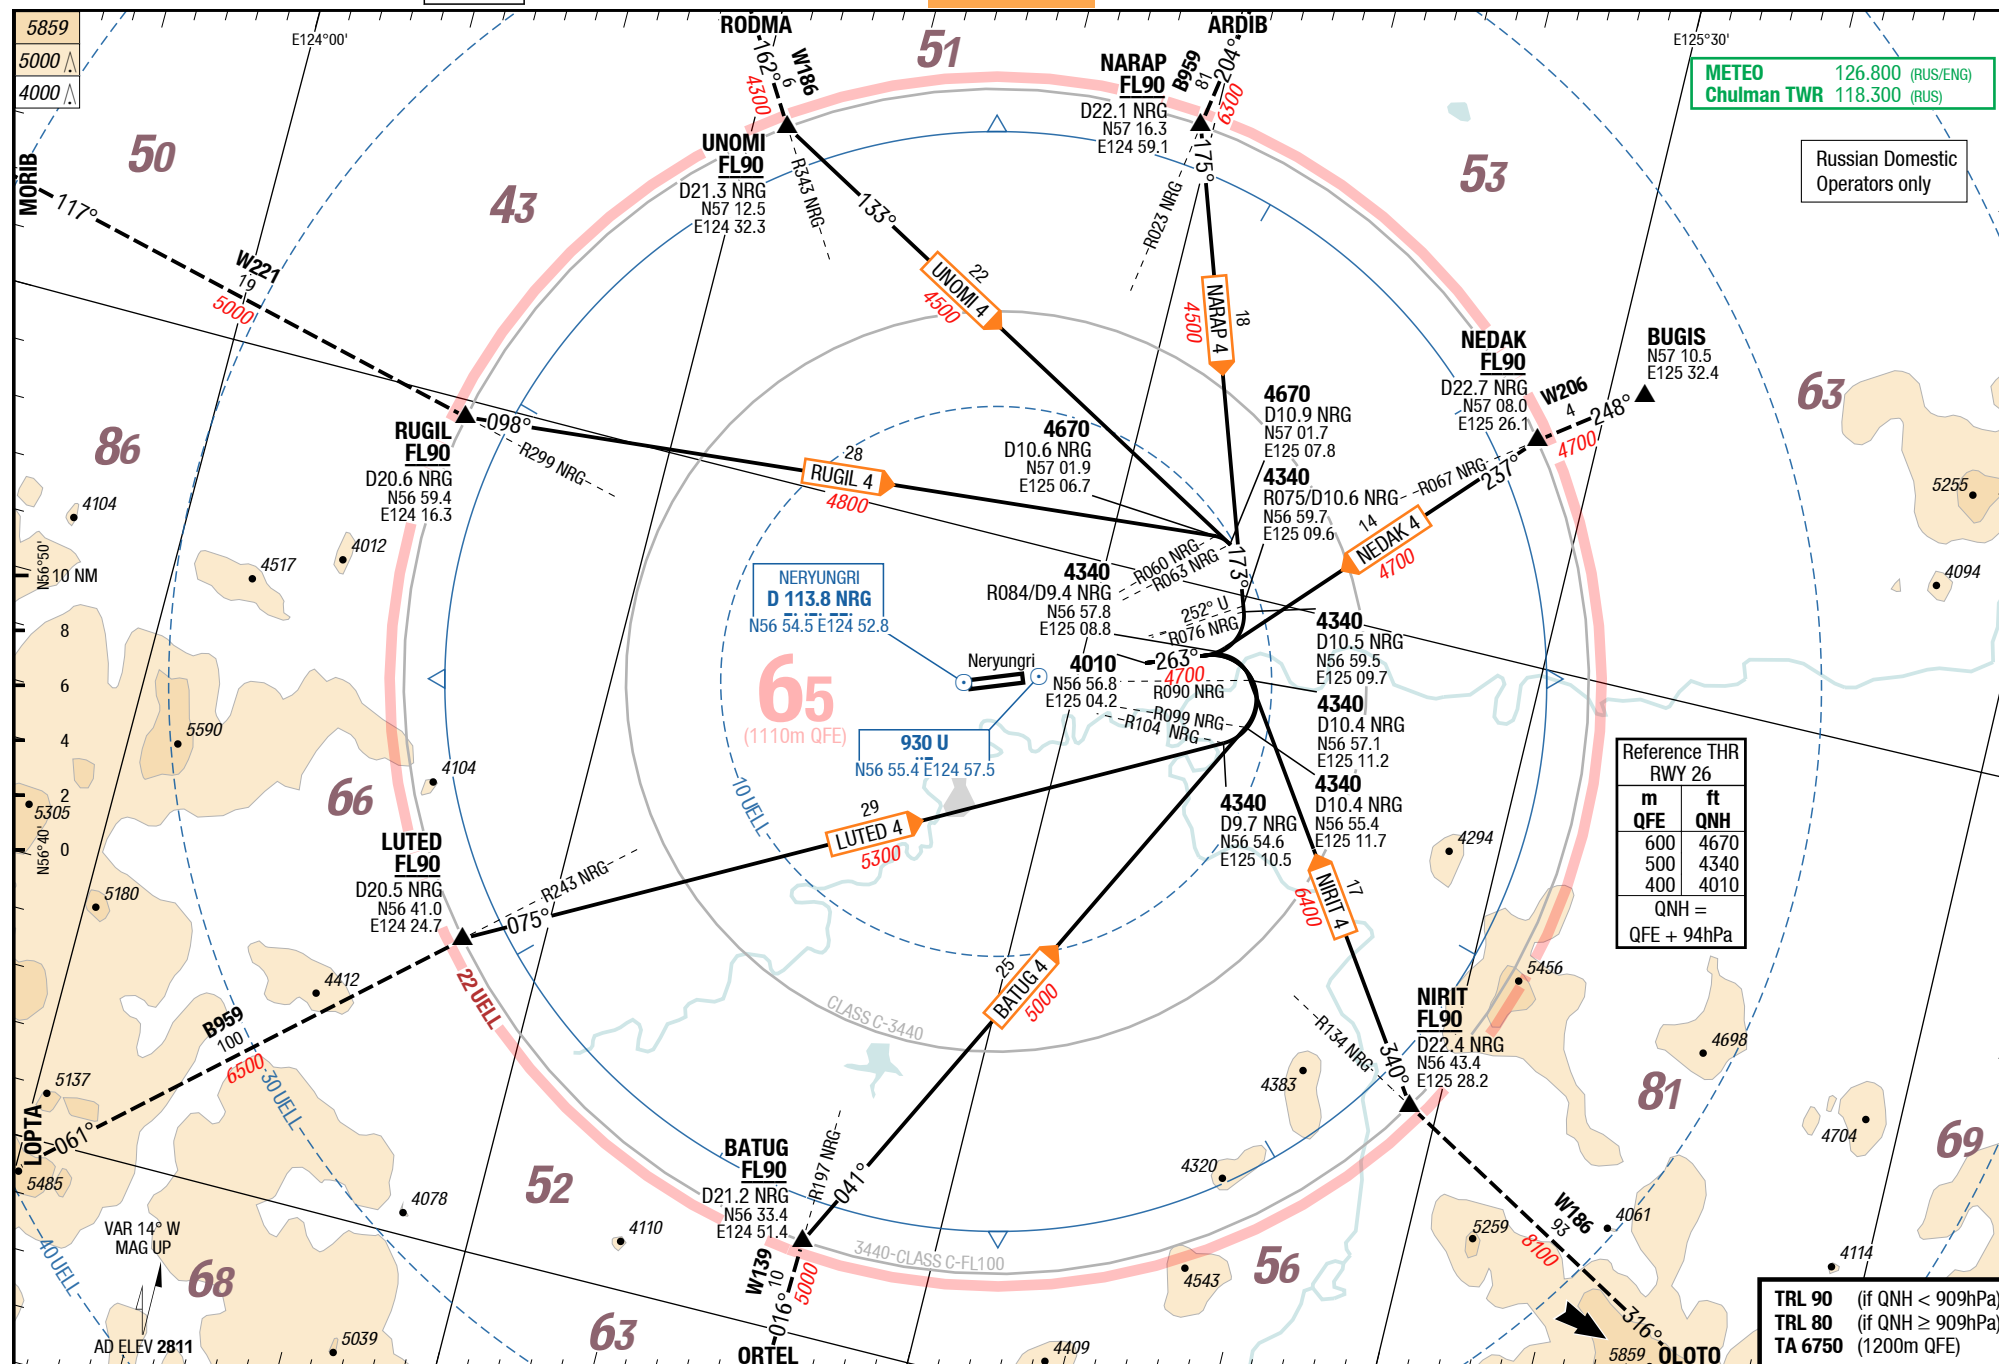 5859
5000
4000
E124°00'
RODMA
162°
W186
6
4300
51
ARDIB
NARAP
FL90
D22.1 NRG
N57 16.3
E124 59.1
B959
81
204°
6300
E125°30'
METEO 126.800 (RUS/ENG)
Chulman TWR 118.300 (RUS)
Russian Domestic
Operators only
50
43
53
MORIB
117°
UNOMI
FL90
D21.3 NRG
N57 12.5
E124 32.3
R343 NRG
133°
175°
R023 NRG
W221
19
5000
22
UNOMI 4
4500
18
NARAP 4
4500
NEDAK
FL90
D22.7 NRG
N57 08.0
E125 26.1
BUGIS
N57 10.5
E125 32.4
W206
4
248°
4700
63
R067 NRG
237°
86
RUGIL
FL90
D20.6 NRG
N56 59.4
E124 16.3
098°
R299 NRG
28
RUGIL 4
4800
4670
D10.6 NRG
N57 01.9
E125 06.7
4670
D10.9 NRG
N57 01.7
E125 07.8
4340
R075/D10.6 NRG
N56 59.7
E125 09.6
14
NEDAK 4
4700
5255
4094
4104
4517
4012
N56°50'
10 NM
8
6
4
2
0
N56°40'
NERYUNGRI
D 113.8 NRG
N56 54.5 E124 52.8
4340
R084/D9.4 NRG
N56 57.8
E125 08.8
R060 NRG
R063 NRG
173°
252° U
R076 NRG
4340
D10.5 NRG
N56 59.5
E125 09.7
Neryungri
4010
N56 56.8
E125 04.2
263°
4700
R090 NRG
R099 NRG
R104 NRG
4340
D10.4 NRG
N56 57.1
E125 11.2
65
(1110m QFE)
930 U
N56 55.4 E124 57.5
10 UELL
4340
D10.4 NRG
N56 55.4
E125 11.7
4340
D9.7 NRG
N56 54.6
E125 10.5
5590
4104
66
5305
5180
Reference THR
RWY 26
m ft
QFE QNH
600 4670
500 4340
400 4010
QNH =
QFE + 94hPa
4294
LUTED
FL90
D20.5 NRG
N56 41.0
E124 24.7
R243 NRG
075°
29
LUTED 4
5300
17
NIRIT 4
6400
22 UELL
4412
B959
100
6500
30 UELL
5137
LOPTA
061°
5485
25
BATUG 4
5000
CLASS C-3440
5456
NIRIT
FL90
D22.4 NRG
N56 43.4
E125 28.2
R134 NRG
340°
4698
81
4704
69
4383
4320
BATUG
FL90
D21.2 NRG
N56 33.4
E124 51.4
R197 NRG
041°
52
4078
4110
VAR 14° W
MAG UP
40 UELL
68
AD ELEV 2811
5039
63
W139
10
5000
016°
ORTEL
3440-CLASS C-FL100
4543
56
4409
5259
4061
W186
93
8100
4114
316°
5859
OLOTO
TRL 90 (if QNH < 909hPa)
TRL 80 (if QNH ≥ 909hPa)
TA 6750 (1200m QFE)